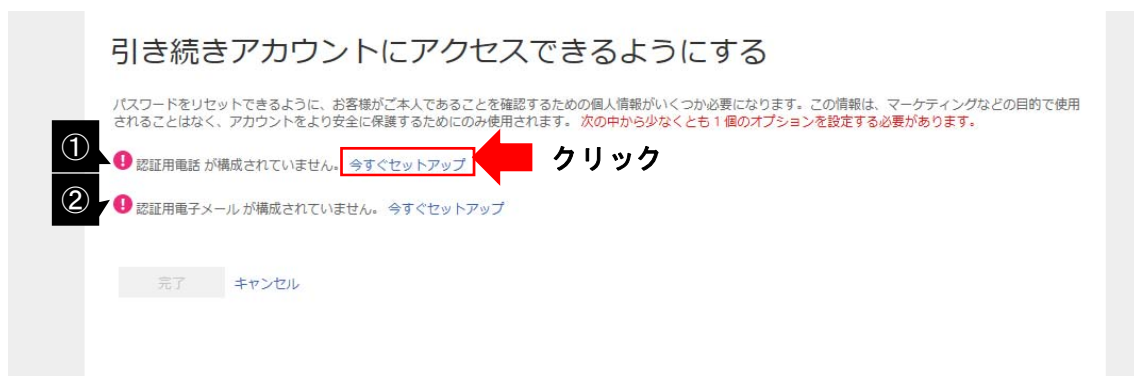 引き続きアカウントにアクセスできるようにする
パスワードをリセットできるように、お客様がご本人であることを確認するための個人情報がいくつか必要になります。この情報は、マーケティングなどの目的で使用
されることはなく、アカウントをより安全に保護するためにのみ使用されます。 次の中から少なくとも 1 個のオプションを設定する必要があります。
① 認証用電話 が構成されていません。 今すぐセットアップ クリック
② 認証用電子メール が構成されていません。 今すぐセットアップ
完了 キャンセル